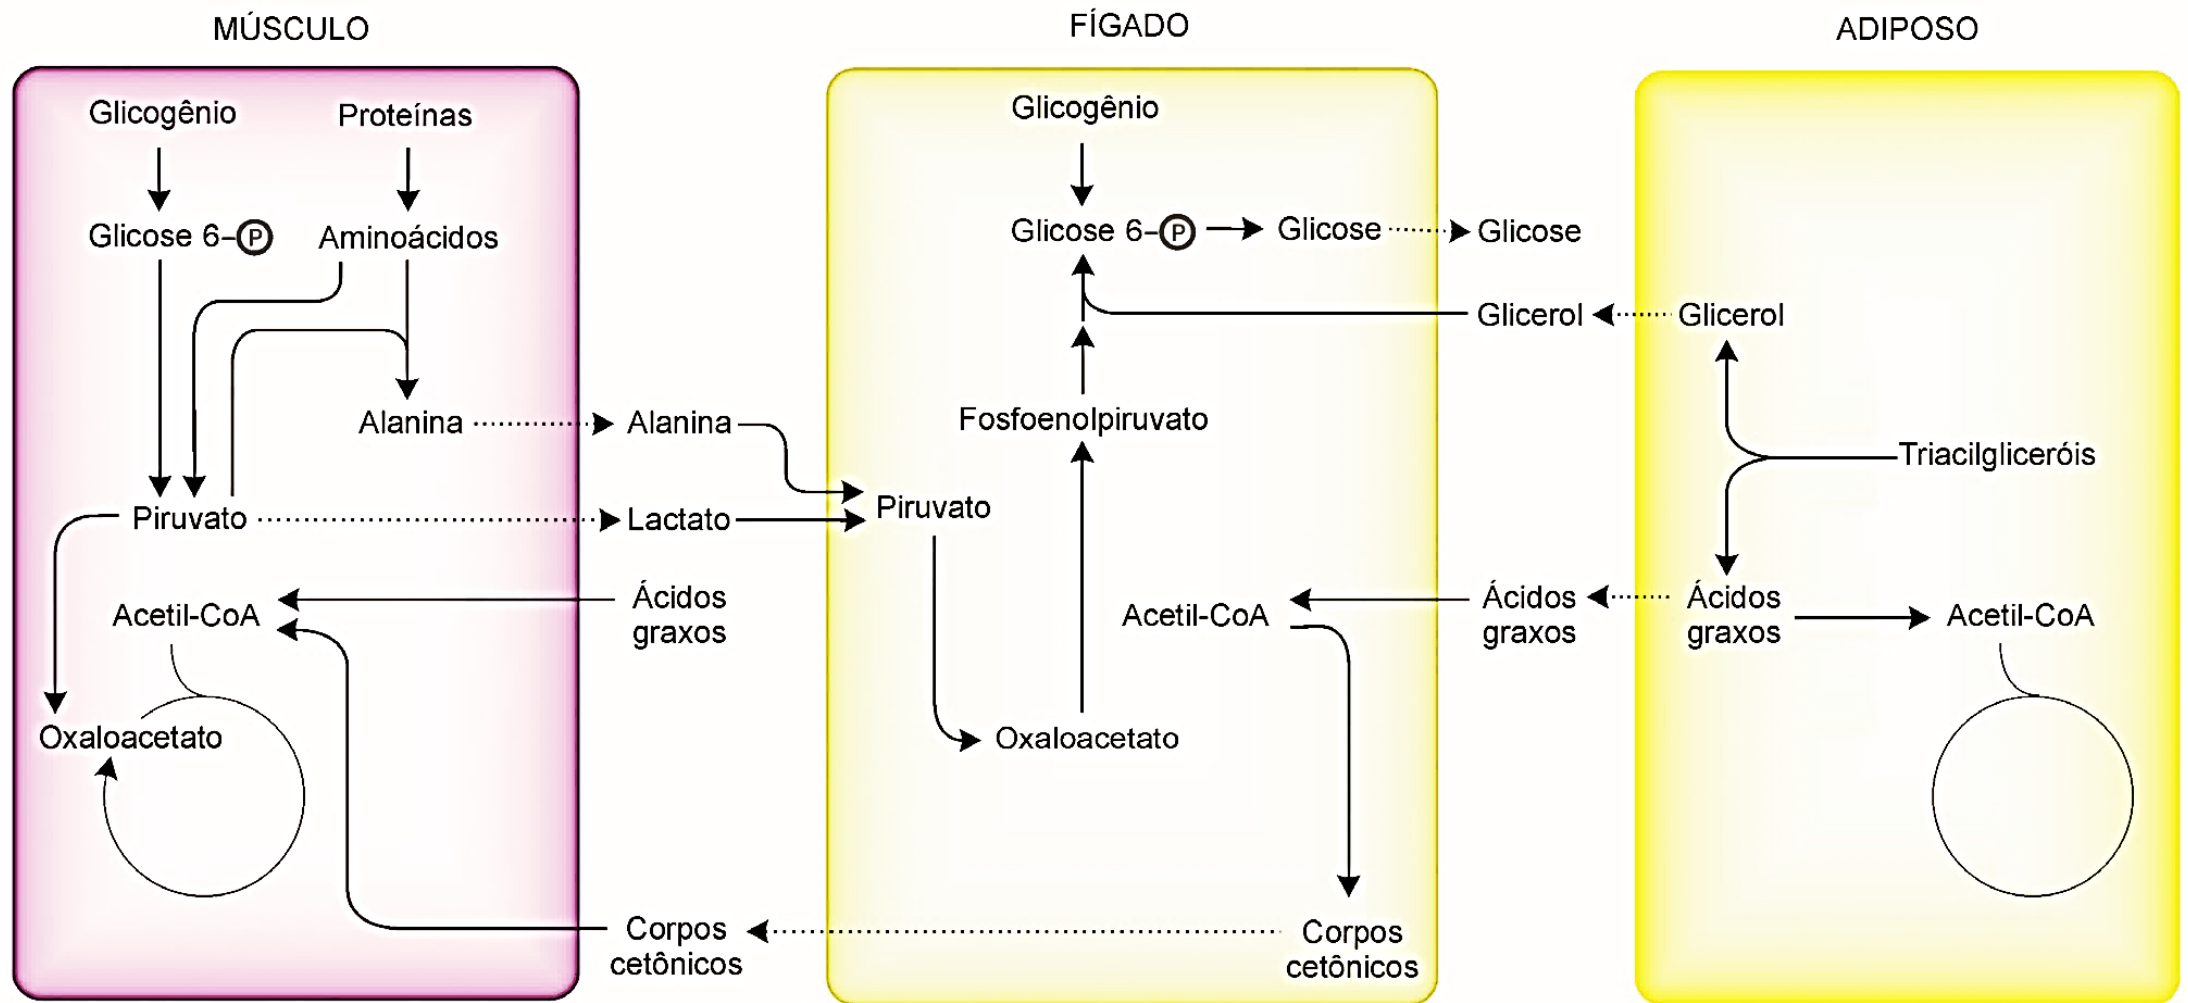 MÚSCULO
Glicogênio
Proteínas
Glicose 6–P
Aminoácidos
Alanina
Piruvato
Acetil-CoA
Oxaloacetato
Alanina
Lactato
Ácidos
graxos
Corpos
cetônicos
FÍGADO
Glicogênio
Glicose 6–P
Glicose
Glicose
Glicerol
Fosfoenolpiruvato
Piruvato
Acetil-CoA
Ácidos
graxos
Oxaloacetato
Corpos
cetônicos
ADIPOSO
Glicerol
Triacilgliceróis
Ácidos
graxos
Acetil-CoA